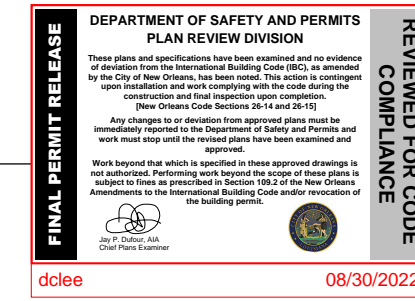 FINAL PERMIT RELEASE
DEPARTMENT OF SAFETY AND PERMITS
PLAN REVIEW DIVISION
These plans and specifications have been examined and no evidence
of deviation from the International Building Code (IBC), as amended
by the City of New Orleans, has been noted. This action is contingent
upon installation and work complying with the code during the
construction and final inspection upon completion.
[New Orleans Code Sections 26-14 and 26-15]
Any changes to or deviation from approved plans must be
immediately reported to the Department of Safety and Permits and
work must stop until the revised plans have been examined and
approved.
Work beyond that which is specified in these approved drawings is
not authorized. Performing work beyond the scope of these plans is
subject to fines as prescribed in Section 109.2 of the New Orleans
Amendments to the International Building Code and/or revocation of
the building permit.
Jay P. Dufour, AIA
Chief Plans Examiner
REVIEWED FOR CODE
COMPLIANCE
dclee
08/30/2022